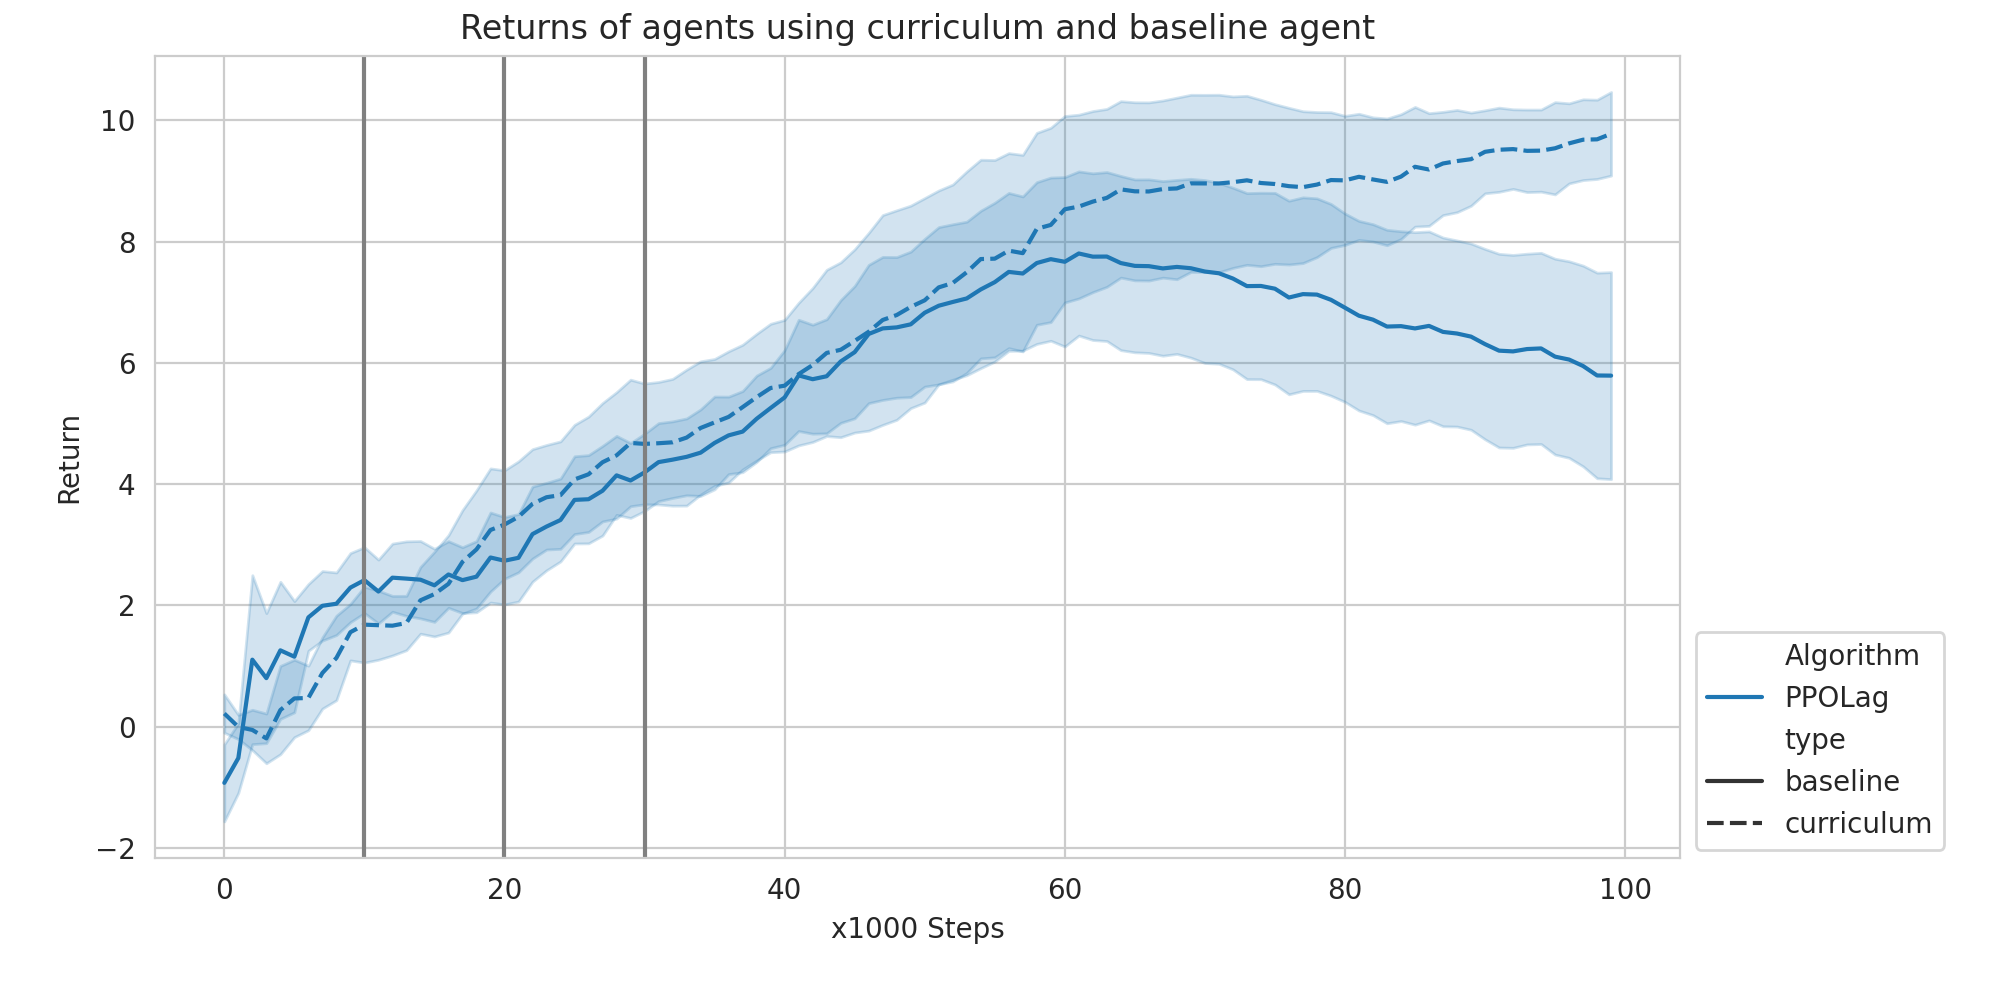 Returns of agents using curriculum and baseline agent
10
8
6
4
2
0
−2
Return
0 20 40 60 80 100
x1000 Steps
Algorithm
PPOLag
type
baseline
curriculum